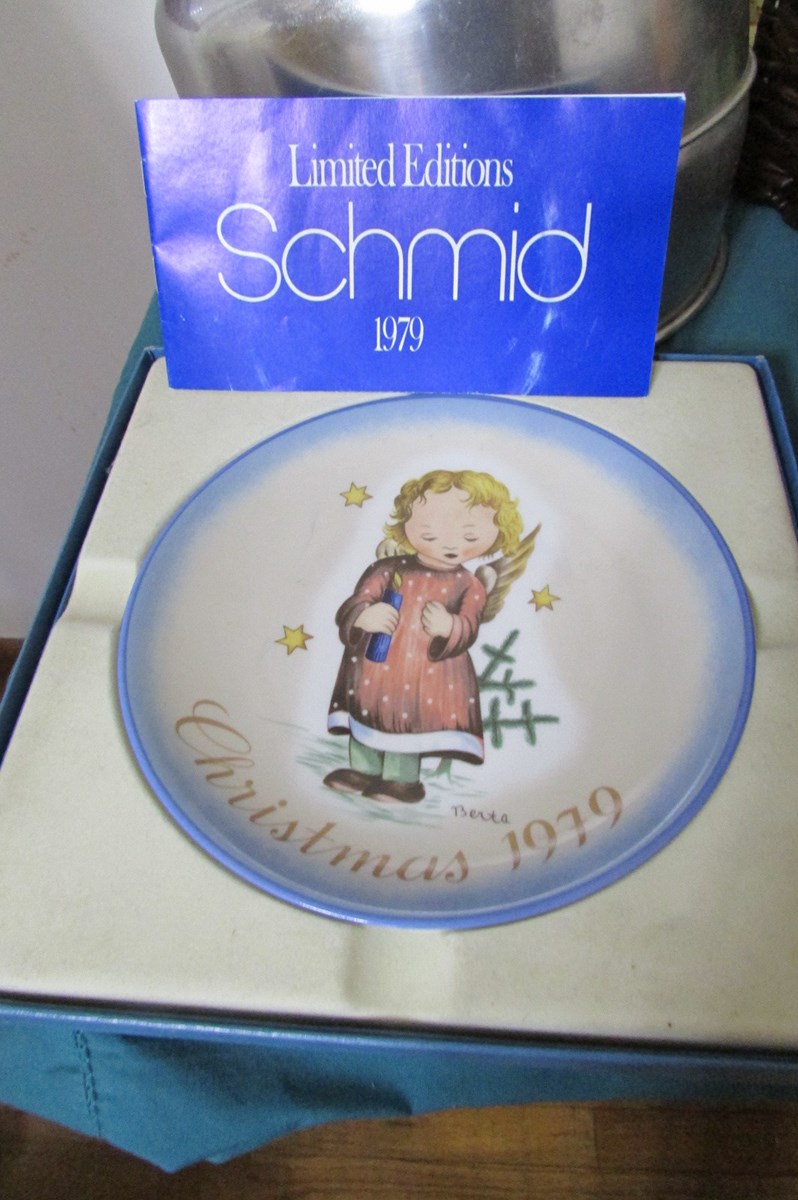 Limited Editions
Schmid
1979
Berta
Christmas 1979